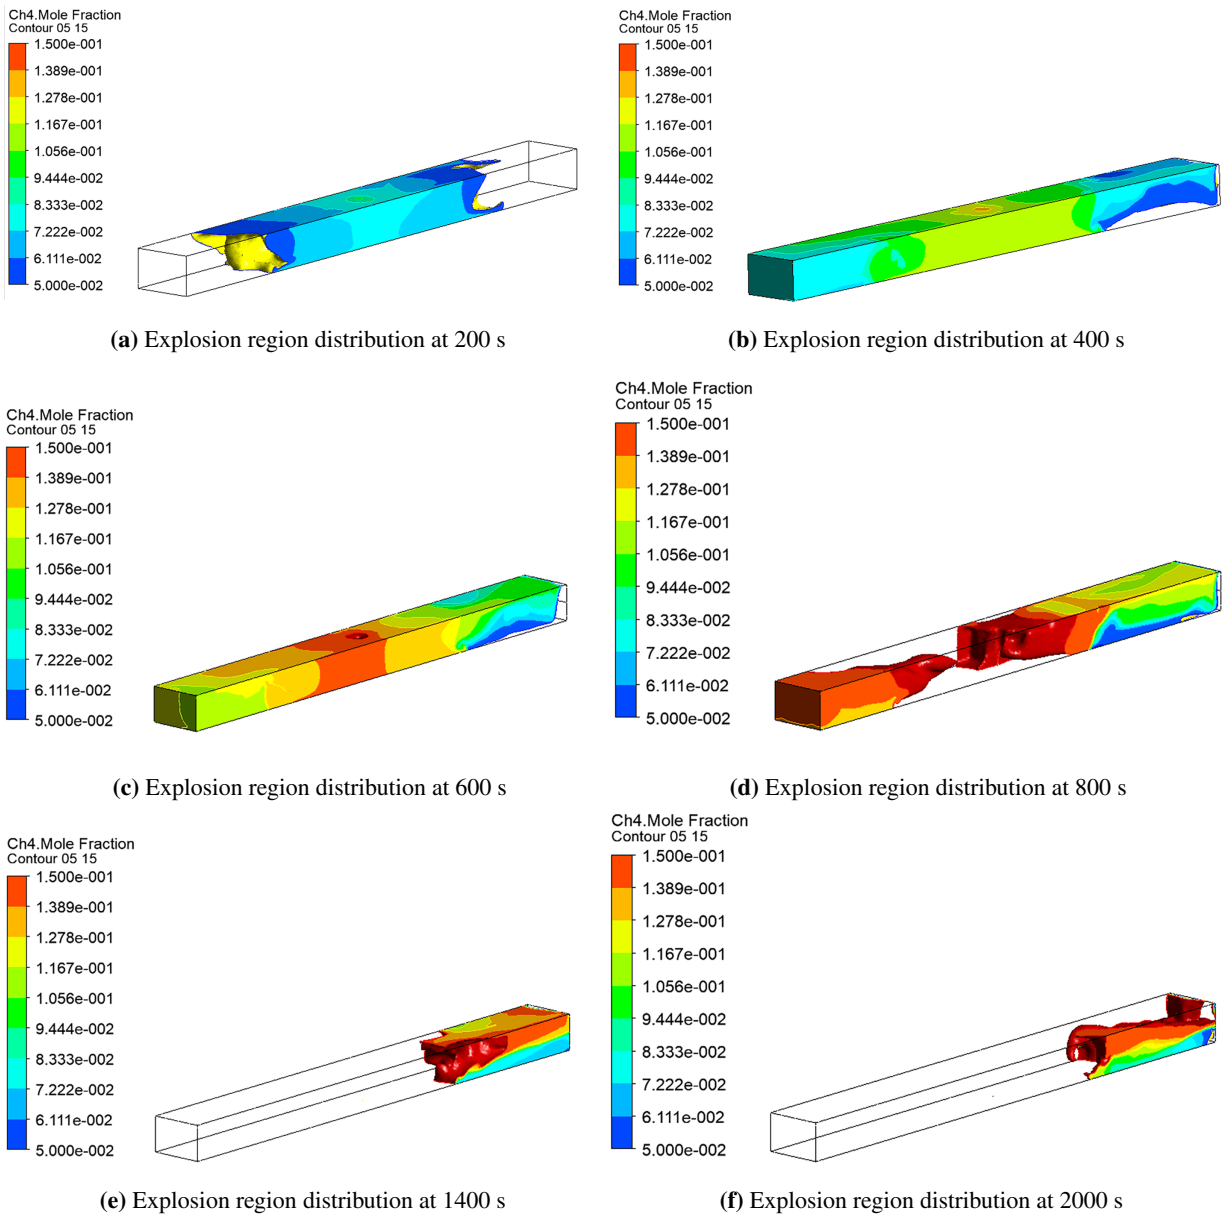 Ch4.Mole Fraction
Contour 05 15
1.500e-001
1.389e-001
1.278e-001
1.167e-001
1.056e-001
9.444e-002
8.333e-002
7.222e-002
6.111e-002
5.000e-002
(a) Explosion region distribution at 200 s
Ch4.Mole Fraction
Contour 05 15
1.500e-001
1.389e-001
1.278e-001
1.167e-001
1.056e-001
9.444e-002
8.333e-002
7.222e-002
6.111e-002
5.000e-002
(b) Explosion region distribution at 400 s
Ch4.Mole Fraction
Contour 05 15
1.500e-001
1.389e-001
1.278e-001
1.167e-001
1.056e-001
9.444e-002
8.333e-002
7.222e-002
6.111e-002
5.000e-002
(c) Explosion region distribution at 600 s
Ch4.Mole Fraction
Contour 05 15
1.500e-001
1.389e-001
1.278e-001
1.167e-001
1.056e-001
9.444e-002
8.333e-002
7.222e-002
6.111e-002
5.000e-002
(d) Explosion region distribution at 800 s
Ch4.Mole Fraction
Contour 05 15
1.500e-001
1.389e-001
1.278e-001
1.167e-001
1.056e-001
9.444e-002
8.333e-002
7.222e-002
6.111e-002
5.000e-002
(e) Explosion region distribution at 1400 s
Ch4.Mole Fraction
Contour 05 15
1.500e-001
1.389e-001
1.278e-001
1.167e-001
1.056e-001
9.444e-002
8.333e-002
7.222e-002
6.111e-002
5.000e-002
(f) Explosion region distribution at 2000 s